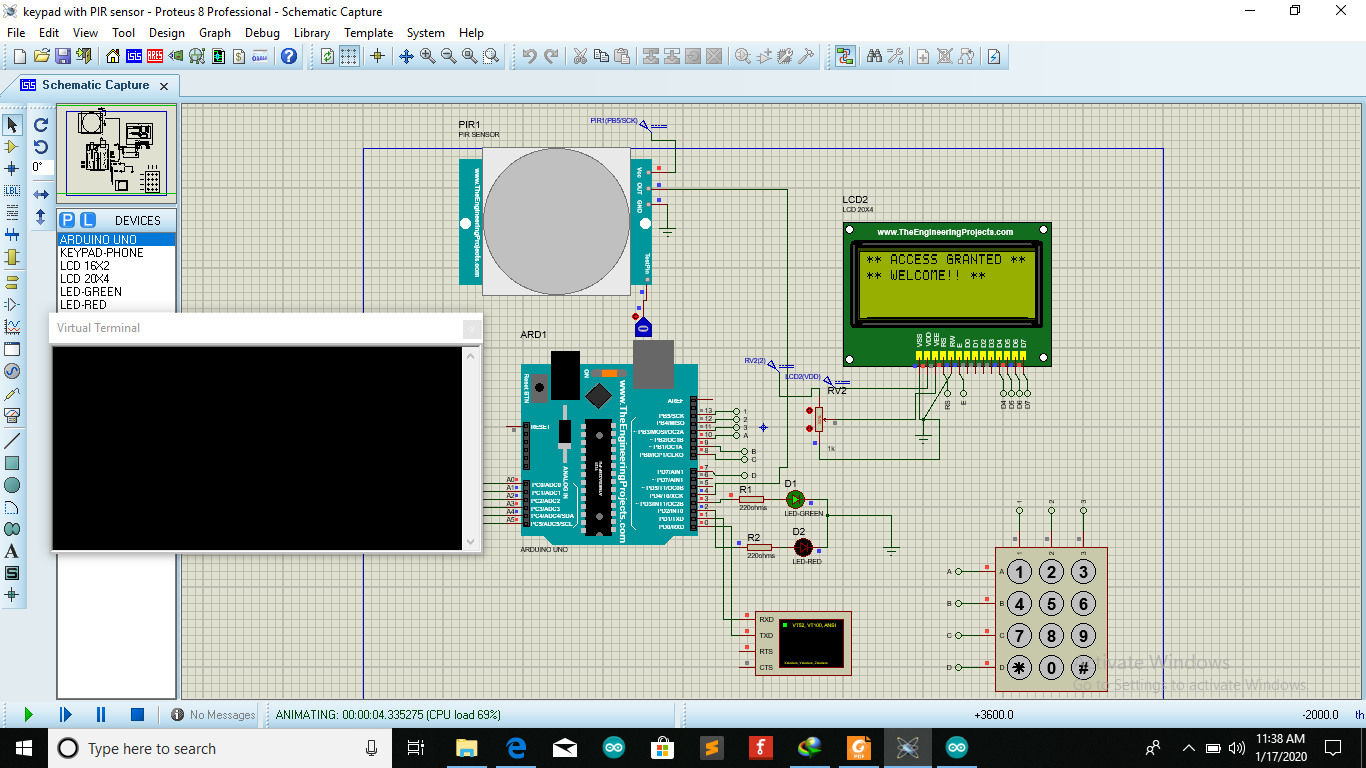 keypad with PIR sensor - Proteus 8 Professional - Schematic Capture
File Edit View Tool Design Graph Debug Library Template System Help
Schematic Capture
0°
LBL
P L DEVICES
ARDUINO UNO
KEYPAD-PHONE
LCD 16X2
LCD 20X4
LED-GREEN
LED-RED
Virtual Terminal
PIR1
PIR SENSOR
PIR1(PB5/SCK)
www.TheEngineeringProjects.com
www.TheEngineeringProjects.com
Vcc
OUT
GND
TestPin
0
LCD2
LCD 20X4
www.TheEngineeringProjects.com
** ACCESS GRANTED **
** WELCOME!! **
VSS VDD VEE RS RW E D0 D1 D2 D3 D4 D5 D6 D7
RS E D4 D5 D6 D7
RV2(2)
LCD2(VDD)
RV2
1k
ARD1
Reset BTN
ON
www.TheEngineeringProjects.com
ANALOG IN
RESET
AREF
PB5/SCK 13 1
PB4/MISO 12 2
~ PB3/MOSI/OC2A 11 3
~ PB2/OC1B 10 A
~ PB1/OC1A 9 B
PB0/ICP1/CLKO 8 C
PD7/AIN1 7 D
~ PD6/AIN0 6
~ PD5/T1/OC0B 5
PD4/T0/XCK 4
~ PD3/INT1/OC2B 3
PD2/INT0 2
PD1/TXD 1
PD0/RXD 0
A0 PC0/ADC0
A1 PC1/ADC1
A2 PC2/ADC2
A3 PC3/ADC3
A4 PC4/ADC4/SDA
A5 PC5/ADC5/SCL
ARDUINO UNO
R1
220ohms
D1
LED-GREEN
R2
220ohms
D2
LED-RED
RXD
TXD
RTS
CTS
VT52, VT100, ANSI
1 2 3
1 2 3
A A 1 2 3
B B 4 5 6
C C 7 8 9
D D * 0 #
Activate Windows
Go to Settings to activate Windows.
No Messages
ANIMATING: 00:00:04.335275 (CPU load 69%)
+3600.0
-2000.0
th
Type here to search
11:38 AM
1/17/2020